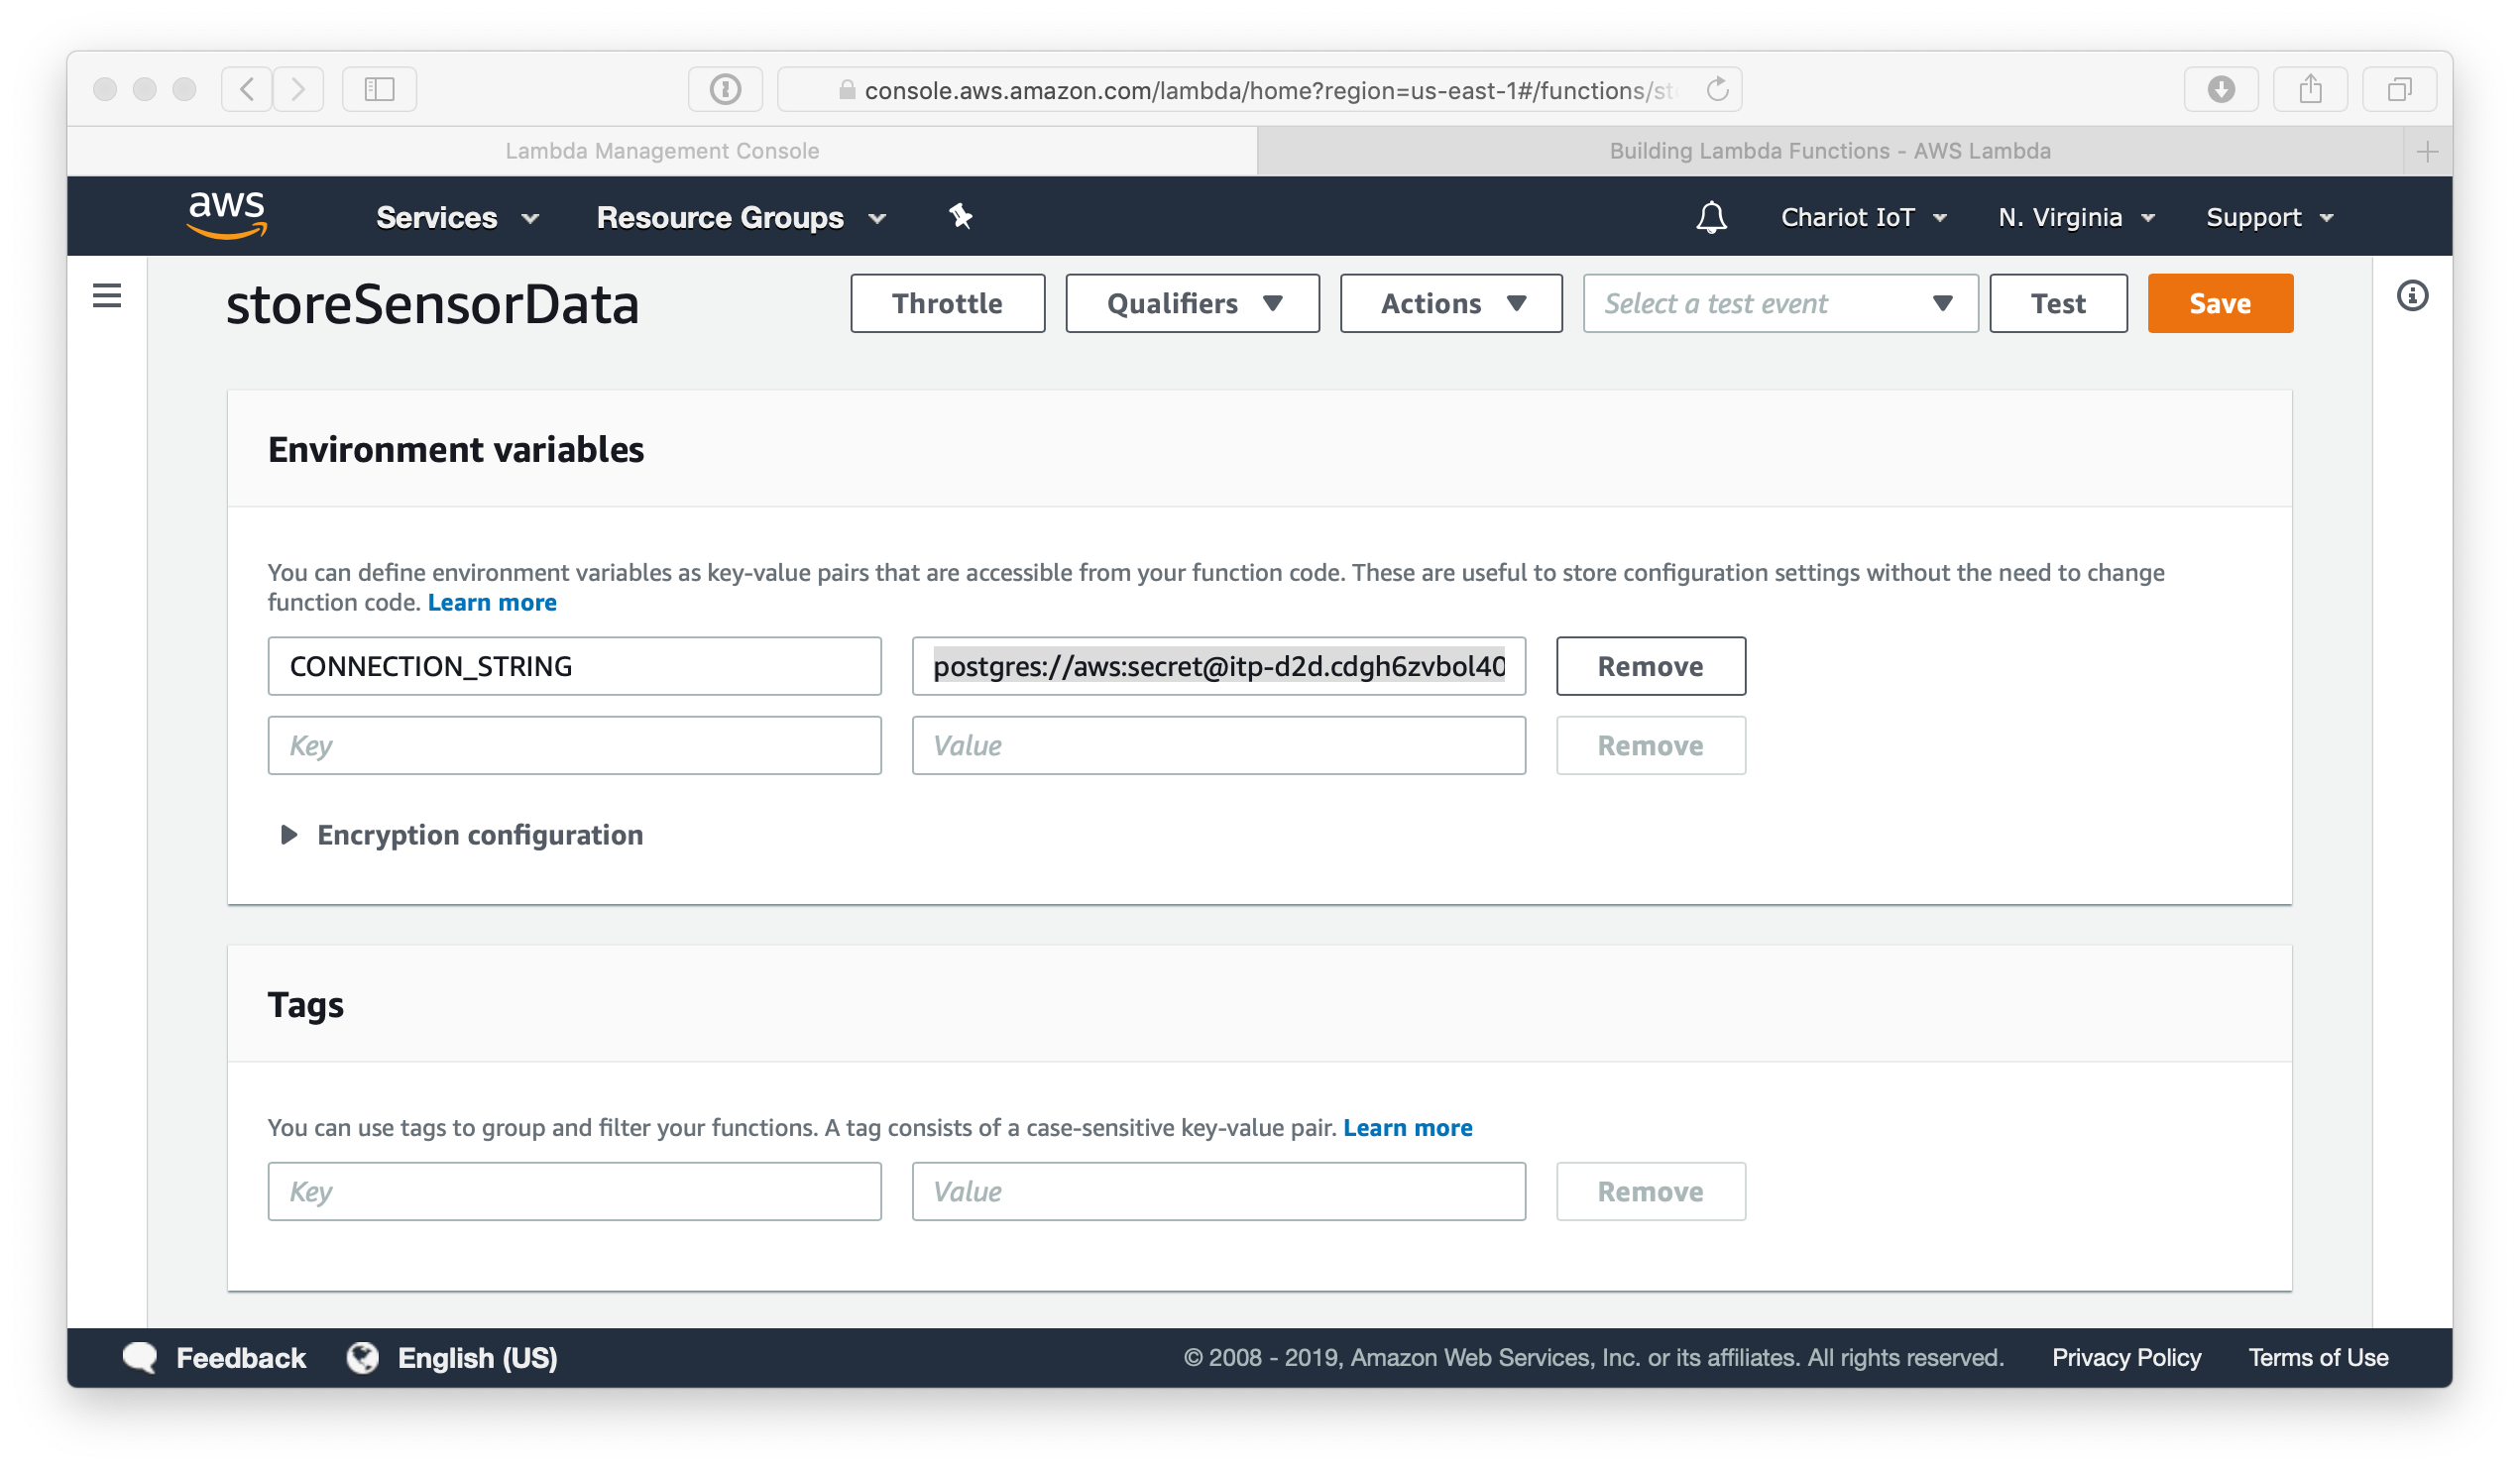 console.aws.amazon.com/lambda/home?region=us-east-1#/functions/st
Lambda Management Console
Building Lambda Functions - AWS Lambda
aws
Services
Resource Groups
Chariot IoT
N. Virginia
Support
storeSensorData
Throttle
Qualifiers
Actions
Select a test event
Test
Save
Environment variables
You can define environment variables as key-value pairs that are accessible from your function code. These are useful to store configuration settings without the need to change
function code. Learn more
CONNECTION_STRING
postgres://aws:secret@itp-d2d.cdgh6zvbol40
Remove
Key
Value
Remove
Encryption configuration
Tags
You can use tags to group and filter your functions. A tag consists of a case-sensitive key-value pair. Learn more
Key
Value
Remove
Feedback
English (US)
© 2008 - 2019, Amazon Web Services, Inc. or its affiliates. All rights reserved.
Privacy Policy
Terms of Use